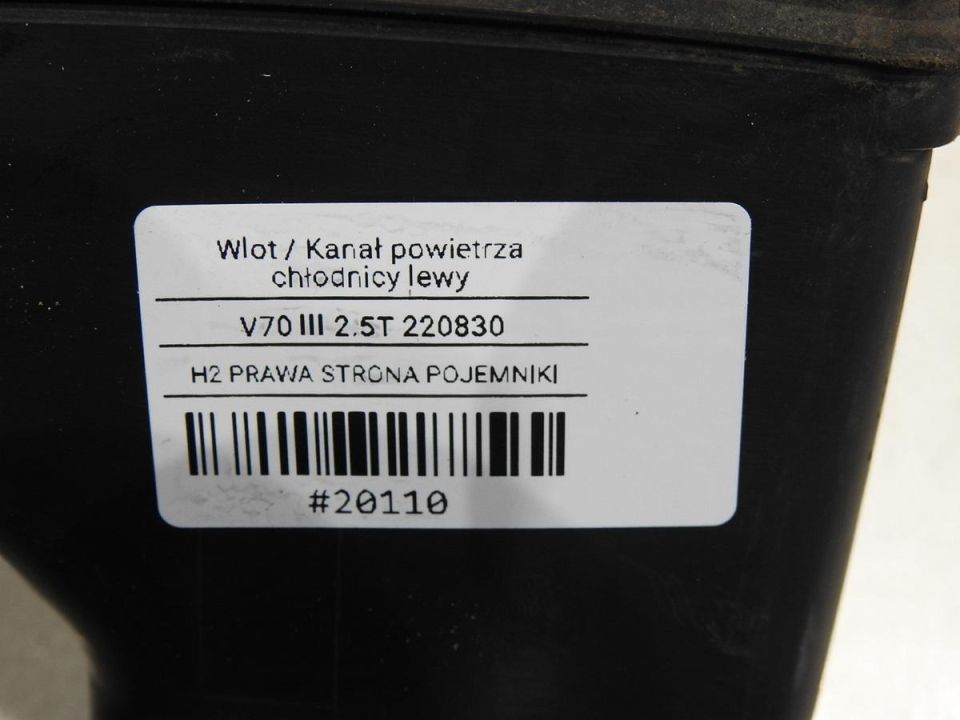 Wlot / Kanał powietrza
chłodnicy lewy
V70 III 2.5T 220830
H2 PRAWA STRONA POJEMNIKI
#20110